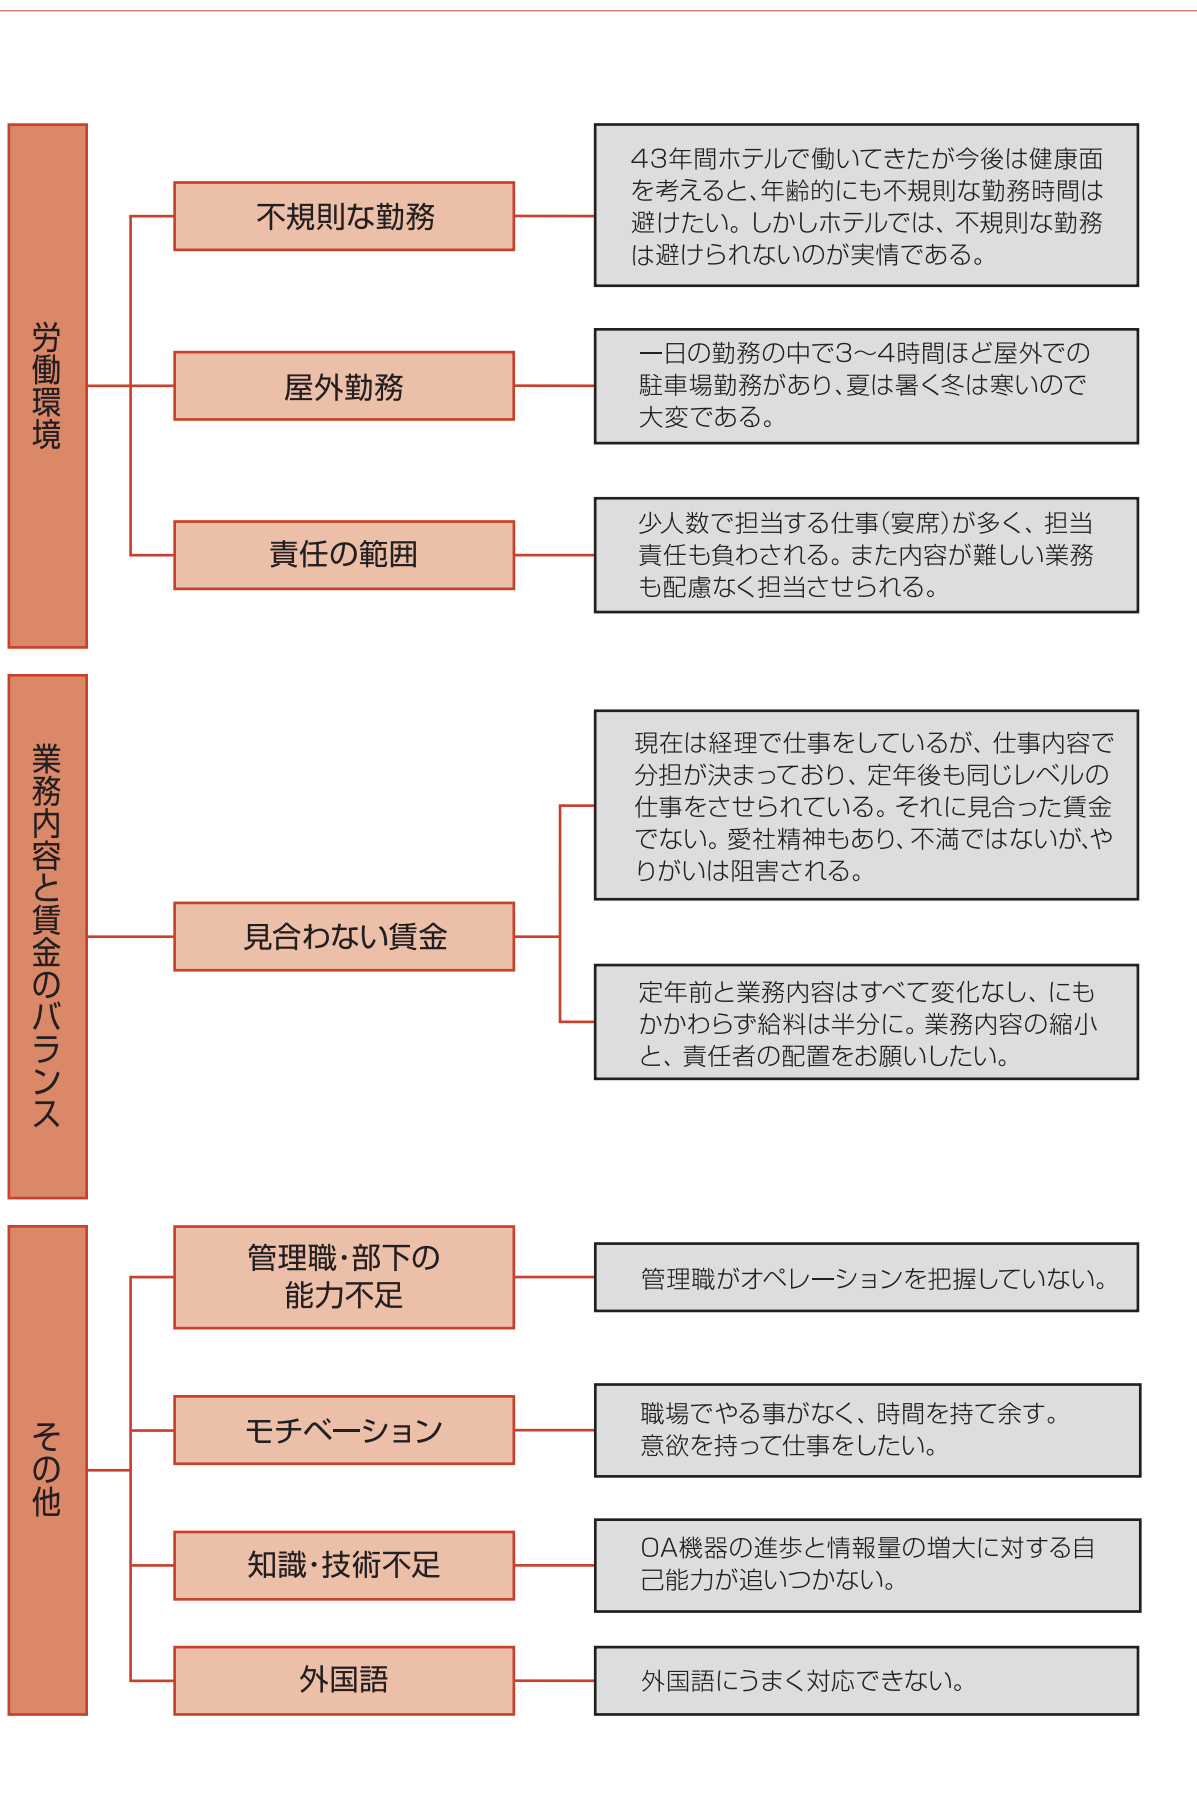 労働環境
不規則な勤務
43年間ホテルで働いてきたが今後は健康面
を考えると、年齢的にも不規則な勤務時間は
避けたい。しかしホテルでは、不規則な勤務
は避けられないのが実情である。
屋外勤務
一日の勤務の中で3〜4時間ほど屋外での
駐車場勤務があり、夏は暑く冬は寒いので
大変である。
責任の範囲
少人数で担当する仕事(宴席)が多く、担当
責任も負わされる。また内容が難しい業務
も配慮なく担当させられる。
業務内容と賃金のバランス
見合わない賃金
現在は経理で仕事をしているが、仕事内容で
分担が決まっており、定年後も同じレベルの
仕事をさせられている。それに見合った賃金
でない。愛社精神もあり、不満ではないが、や
りがいは阻害される。
定年前と業務内容はすべて変化なし、にも
かかわらず給料は半分に。業務内容の縮小
と、責任者の配置をお願いしたい。
その他
管理職・部下の
能力不足
管理職がオペレーションを把握していない。
モチベーション
職場でやる事がなく、時間を持て余す。
意欲を持って仕事をしたい。
知識・技術不足
OA機器の進歩と情報量の増大に対する自
己能力が追いつかない。
外国語
外国語にうまく対応できない。